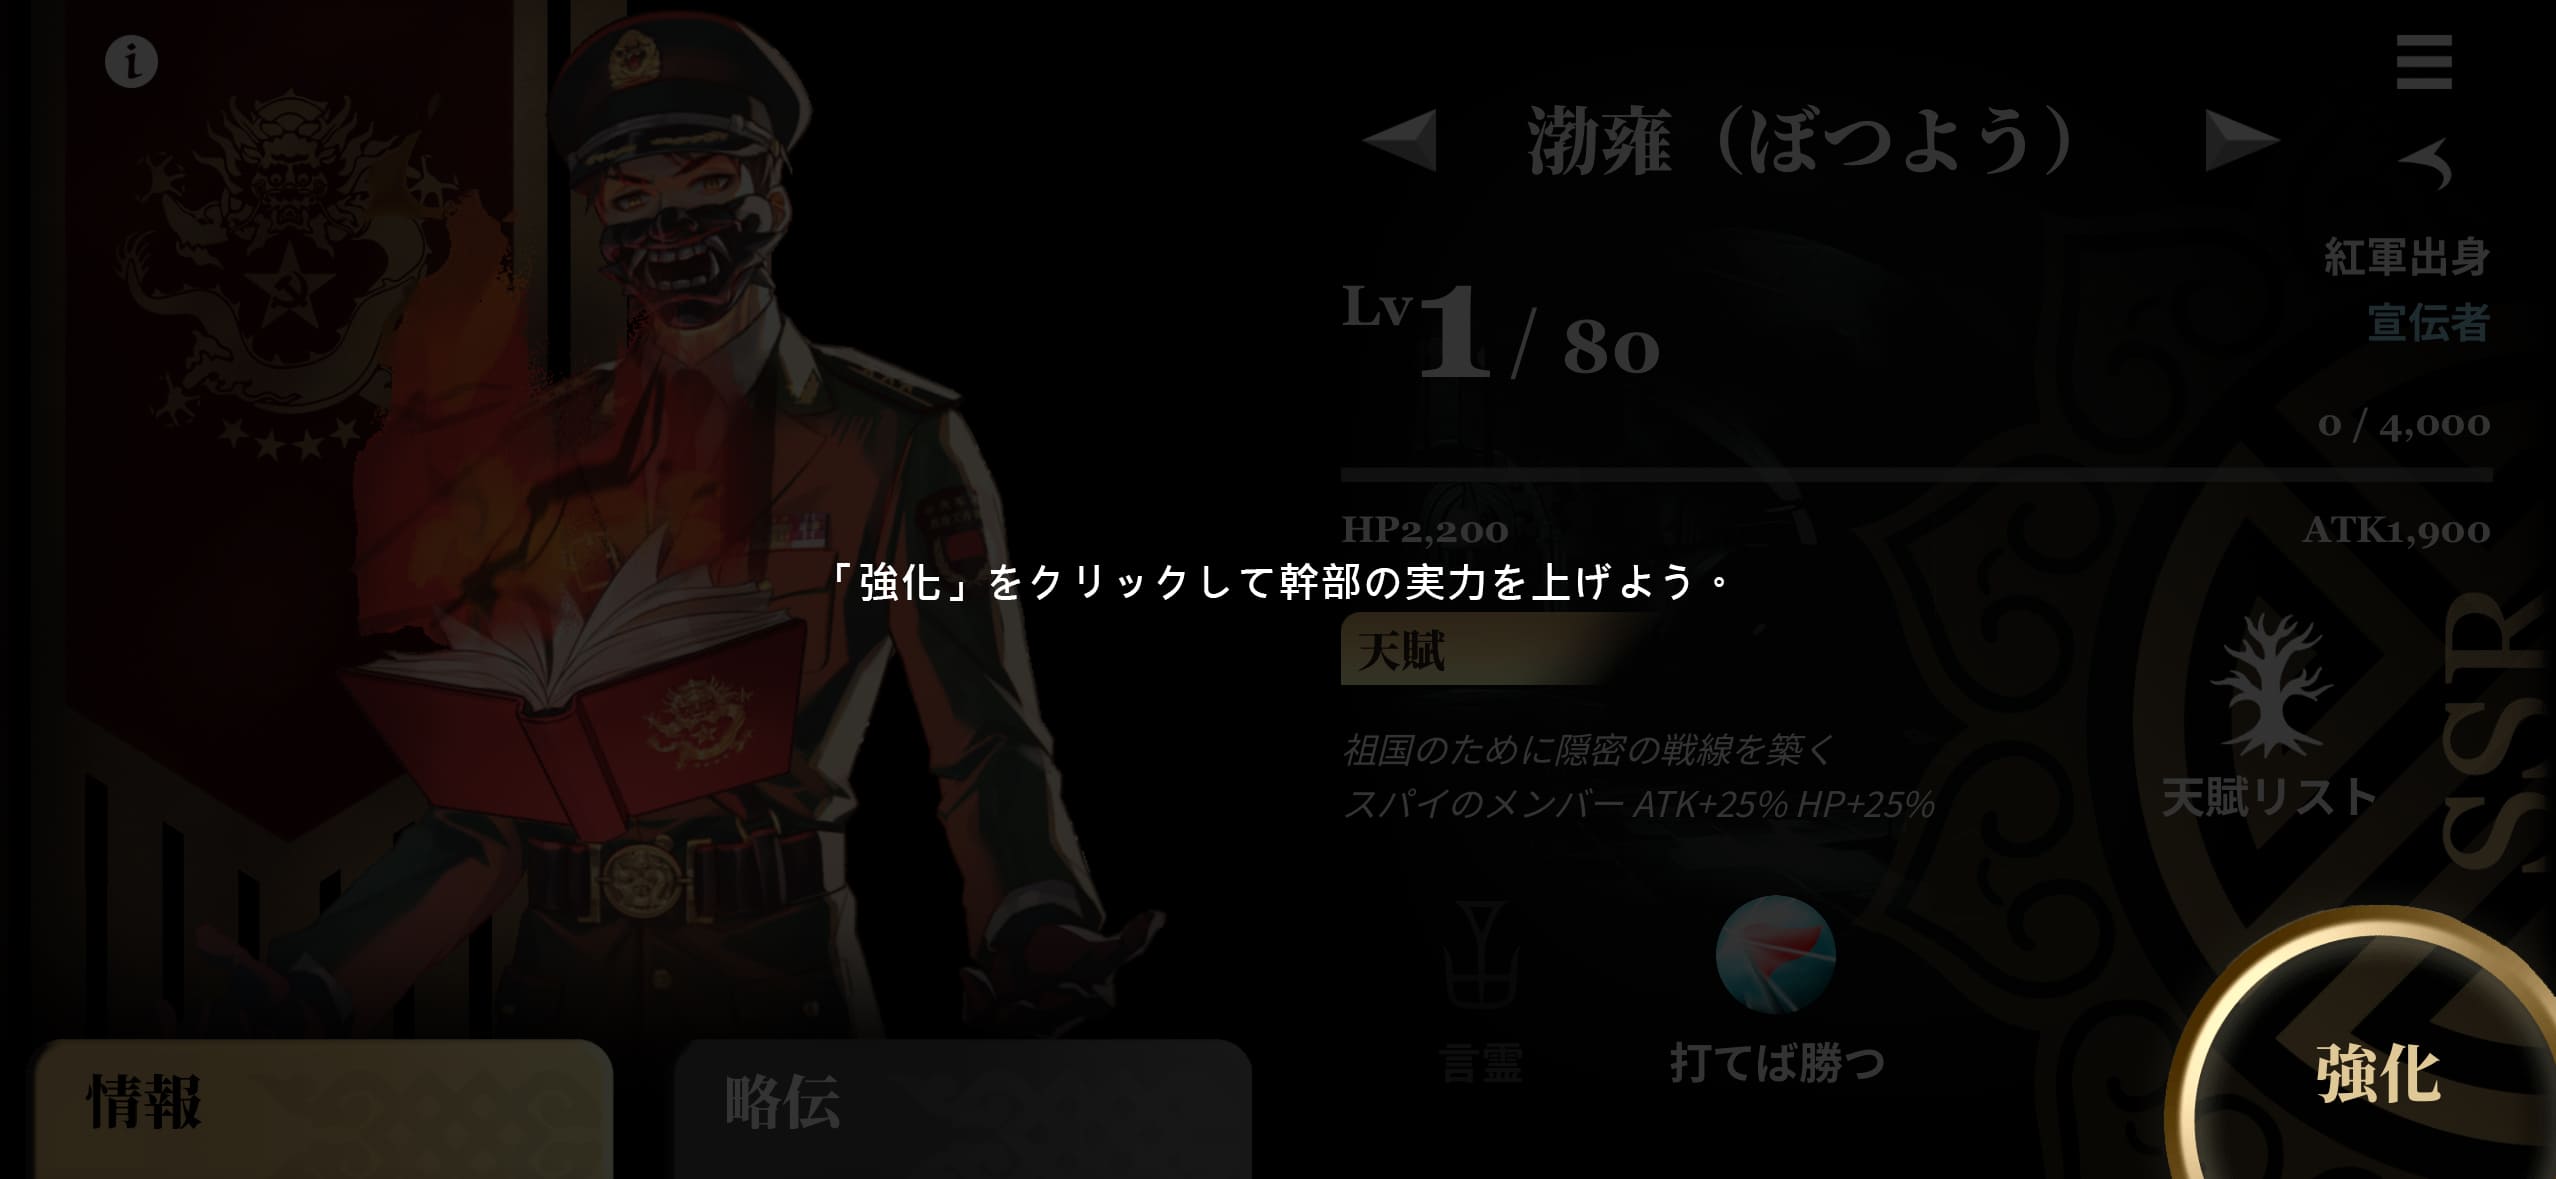 渤雍（ぼつよう）
紅軍出身
宣伝者
Lv1 / 80
0 / 4,000
HP2,200
ATK1,900
「強化」をクリックして幹部の実力を上げよう。
天賦
祖国のために隠密の戦線を築く
スパイのメンバー ATK+25% HP+25%
天賦リスト
SSR
言霊
打てば勝つ
強化
情報
略伝